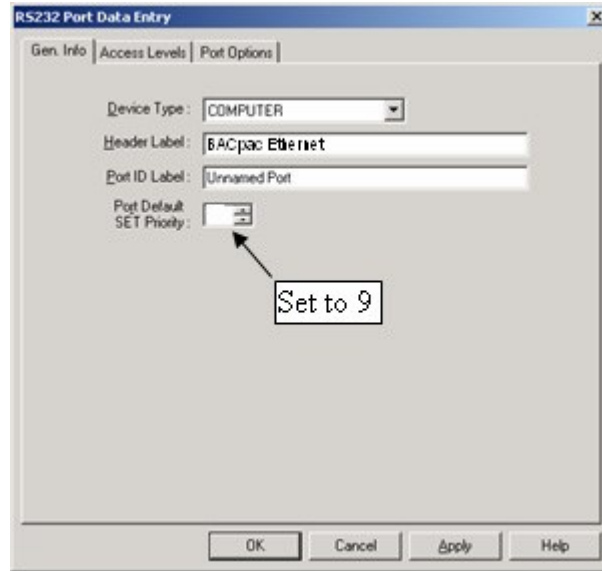 RS232 Port Data Entry
Gen. Info Access Levels Port Options
Device Type: COMPUTER
Header Label: BACpac Ethernet
Port ID Label: Unnamed Port
Port Default
SET Priority:
Set to 9
OK Cancel Apply Help